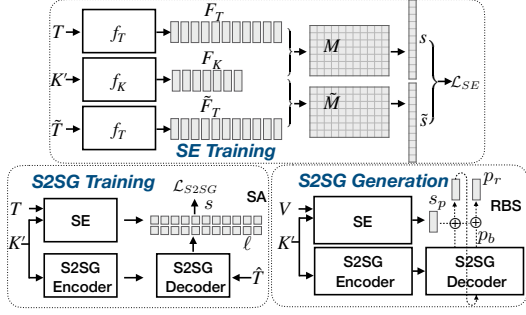 T f_T F_T M s
K' f_K F_K ℒ_SE
T̃ f_T F̃_T M̃ s̃
SE Training
S2SG Training
ℒ_S2SG SA
T SE s
K' ℓ
S2SG Encoder S2SG Decoder T̂
S2SG Generation
V SE s_p p_r RBS
K' p_b
S2SG Encoder S2SG Decoder